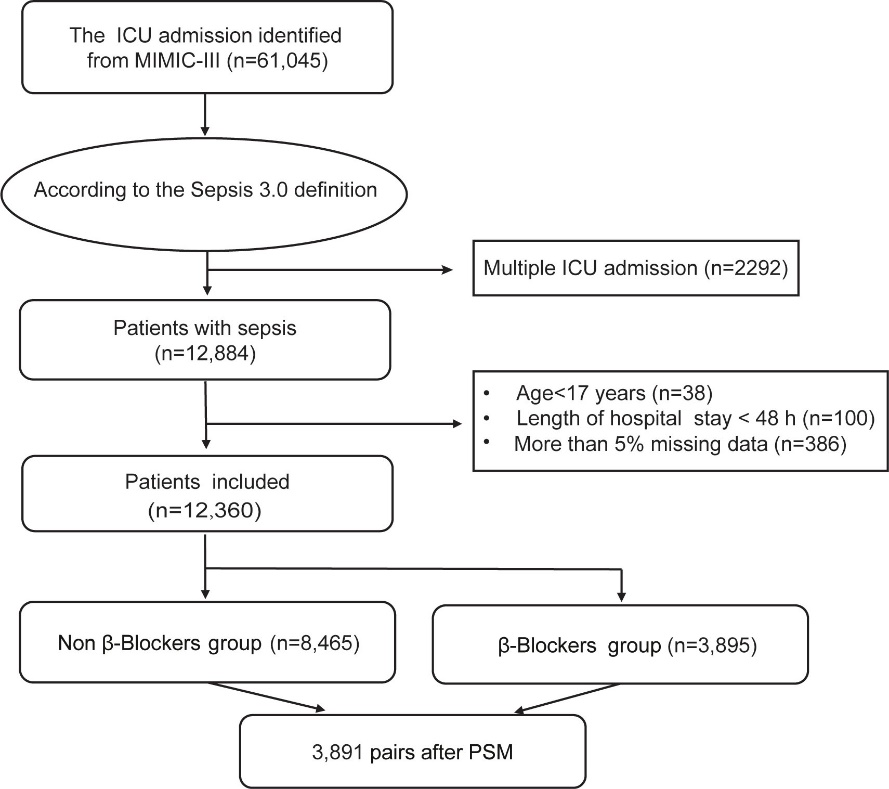 The ICU admission identified
from MIMIC-III (n=61,045)
According to the Sepsis 3.0 definition
Multiple ICU admission (n=2292)
Patients with sepsis
(n=12,884)
• Age<17 years (n=38)
• Length of hospital stay < 48 h (n=100)
• More than 5% missing data (n=386)
Patients included
(n=12,360)
Non β-Blockers group (n=8,465)
β-Blockers group (n=3,895)
3,891 pairs after PSM